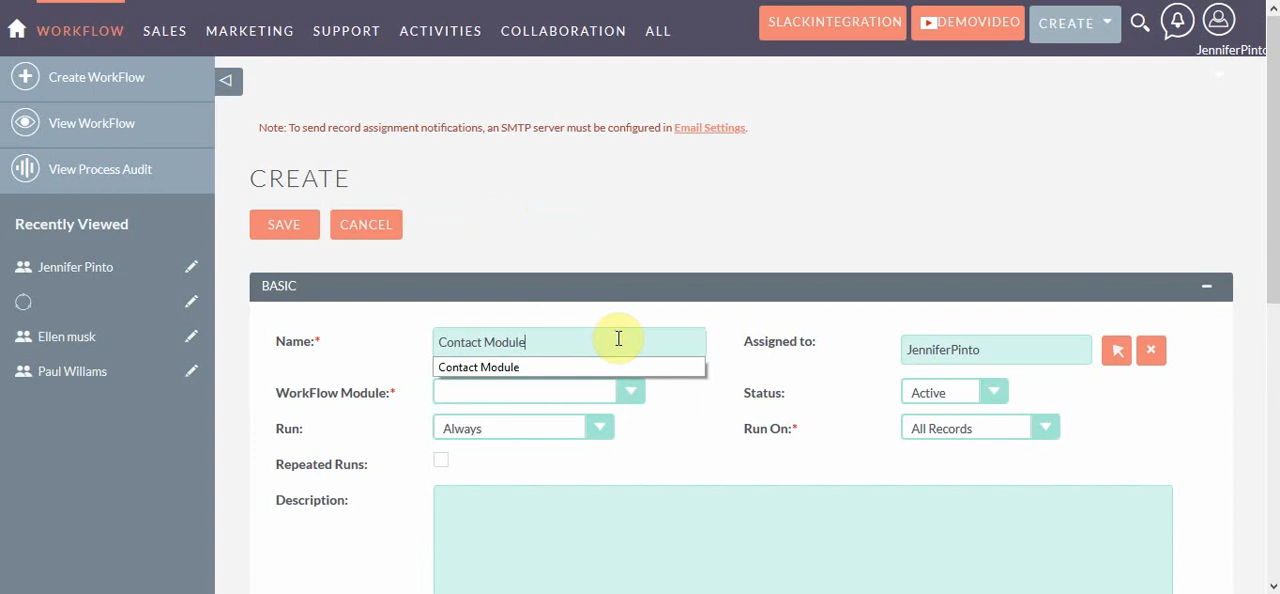 WORKFLOW SALES MARKETING SUPPORT ACTIVITIES COLLABORATION ALL SLACKINTEGRATION DEMOVIDEO CREATE
JenniferPinto
Create WorkFlow
View WorkFlow
View Process Audit
Recently Viewed
Jennifer Pinto
Ellen musk
Paul Willams
Note: To send record assignment notifications, an SMTP server must be configured in Email Settings.
CREATE
SAVE CANCEL
BASIC
Name:* Contact Module Assigned to: JenniferPinto
Contact Module
WorkFlow Module:* Status: Active
Run: Always Run On:* All Records
Repeated Runs:
Description: